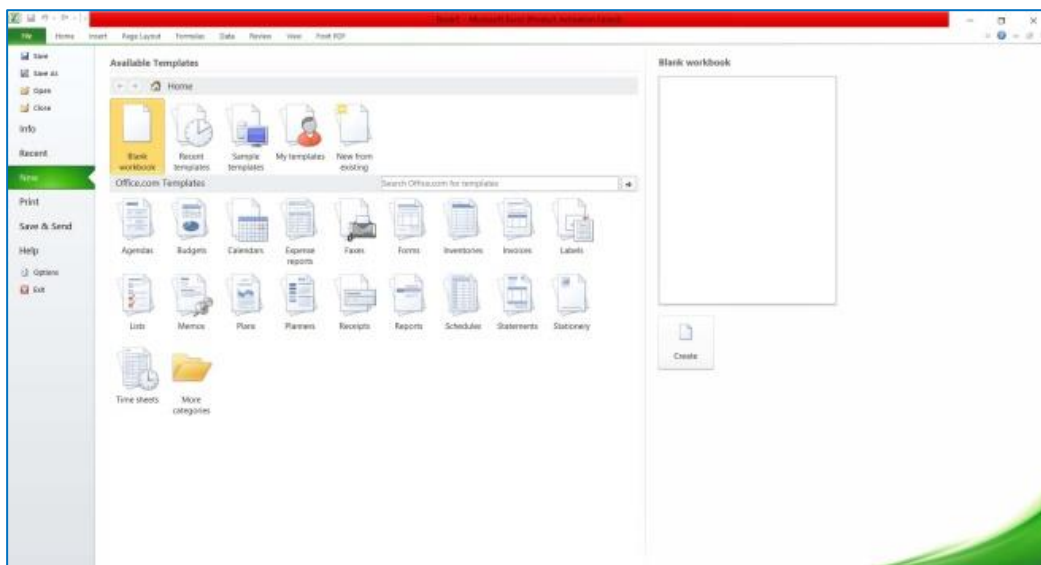 Book1 - Microsoft Excel (Product Activation Failed)
File Home Insert Page Layout Formulas Data Review View Foxit PDF
Save
Save As
Open
Close
Info
Recent
New
Print
Save & Send
Help
Options
Exit
Available Templates
Home
Blank workbook
Recent templates
Sample templates
My templates
New from existing
Office.com Templates
Search Office.com for templates
Agendas
Budgets
Calendars
Expense reports
Faxes
Forms
Inventories
Invoices
Labels
Lists
Memos
Plans
Planners
Receipts
Reports
Schedules
Statements
Stationery
Time sheets
More categories
Blank workbook
Create